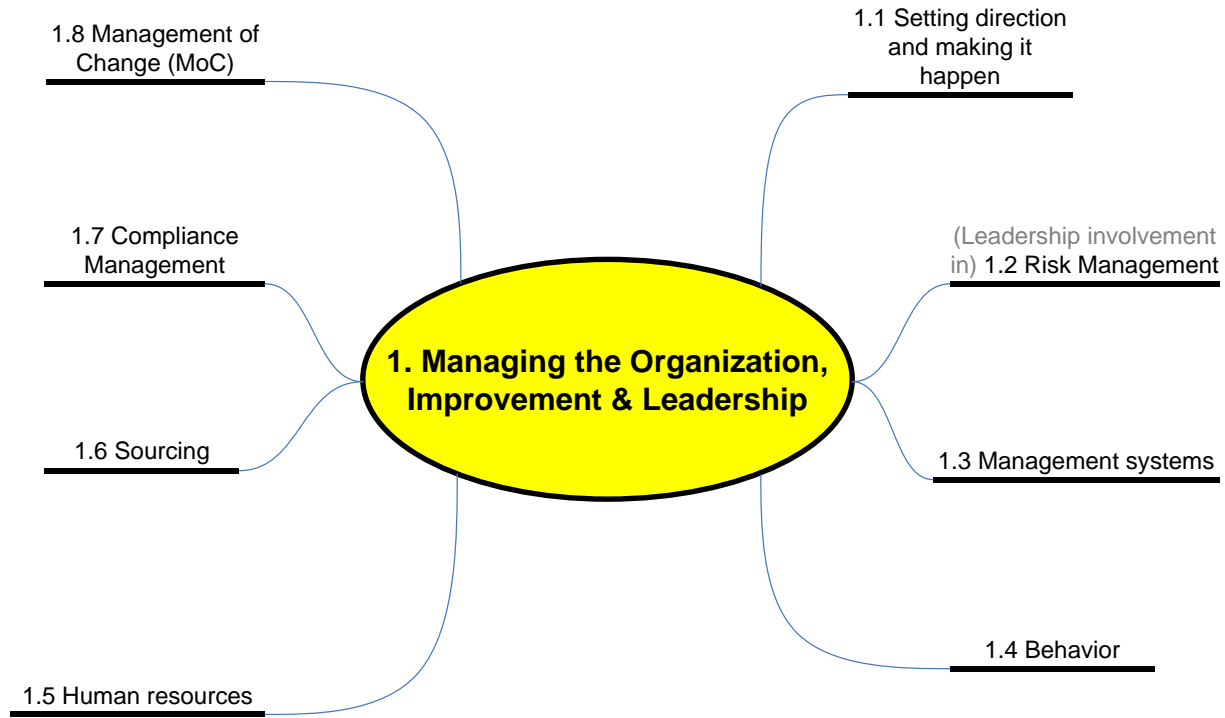 1.8 Management of
Change (MoC)
1.1 Setting direction
and making it
happen
1.7 Compliance
Management
(Leadership involvement
in) 1.2 Risk Management
1. Managing the Organization,
Improvement & Leadership
1.6 Sourcing
1.3 Management systems
1.4 Behavior
1.5 Human resources